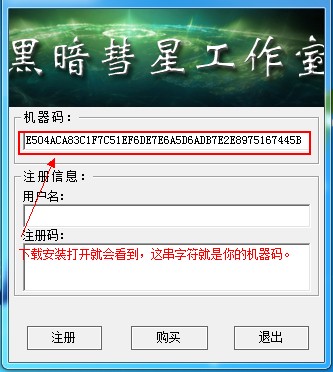 黑暗彗星工作室
机器码:
E504ACA83C1F7C51EF6DE7E6A5D6ADB7E2E8975167445B
注册信息:
用户名:
注册码:
下载安装打开就会看到，这串字符就是你的机器码。
注册
购买
退出